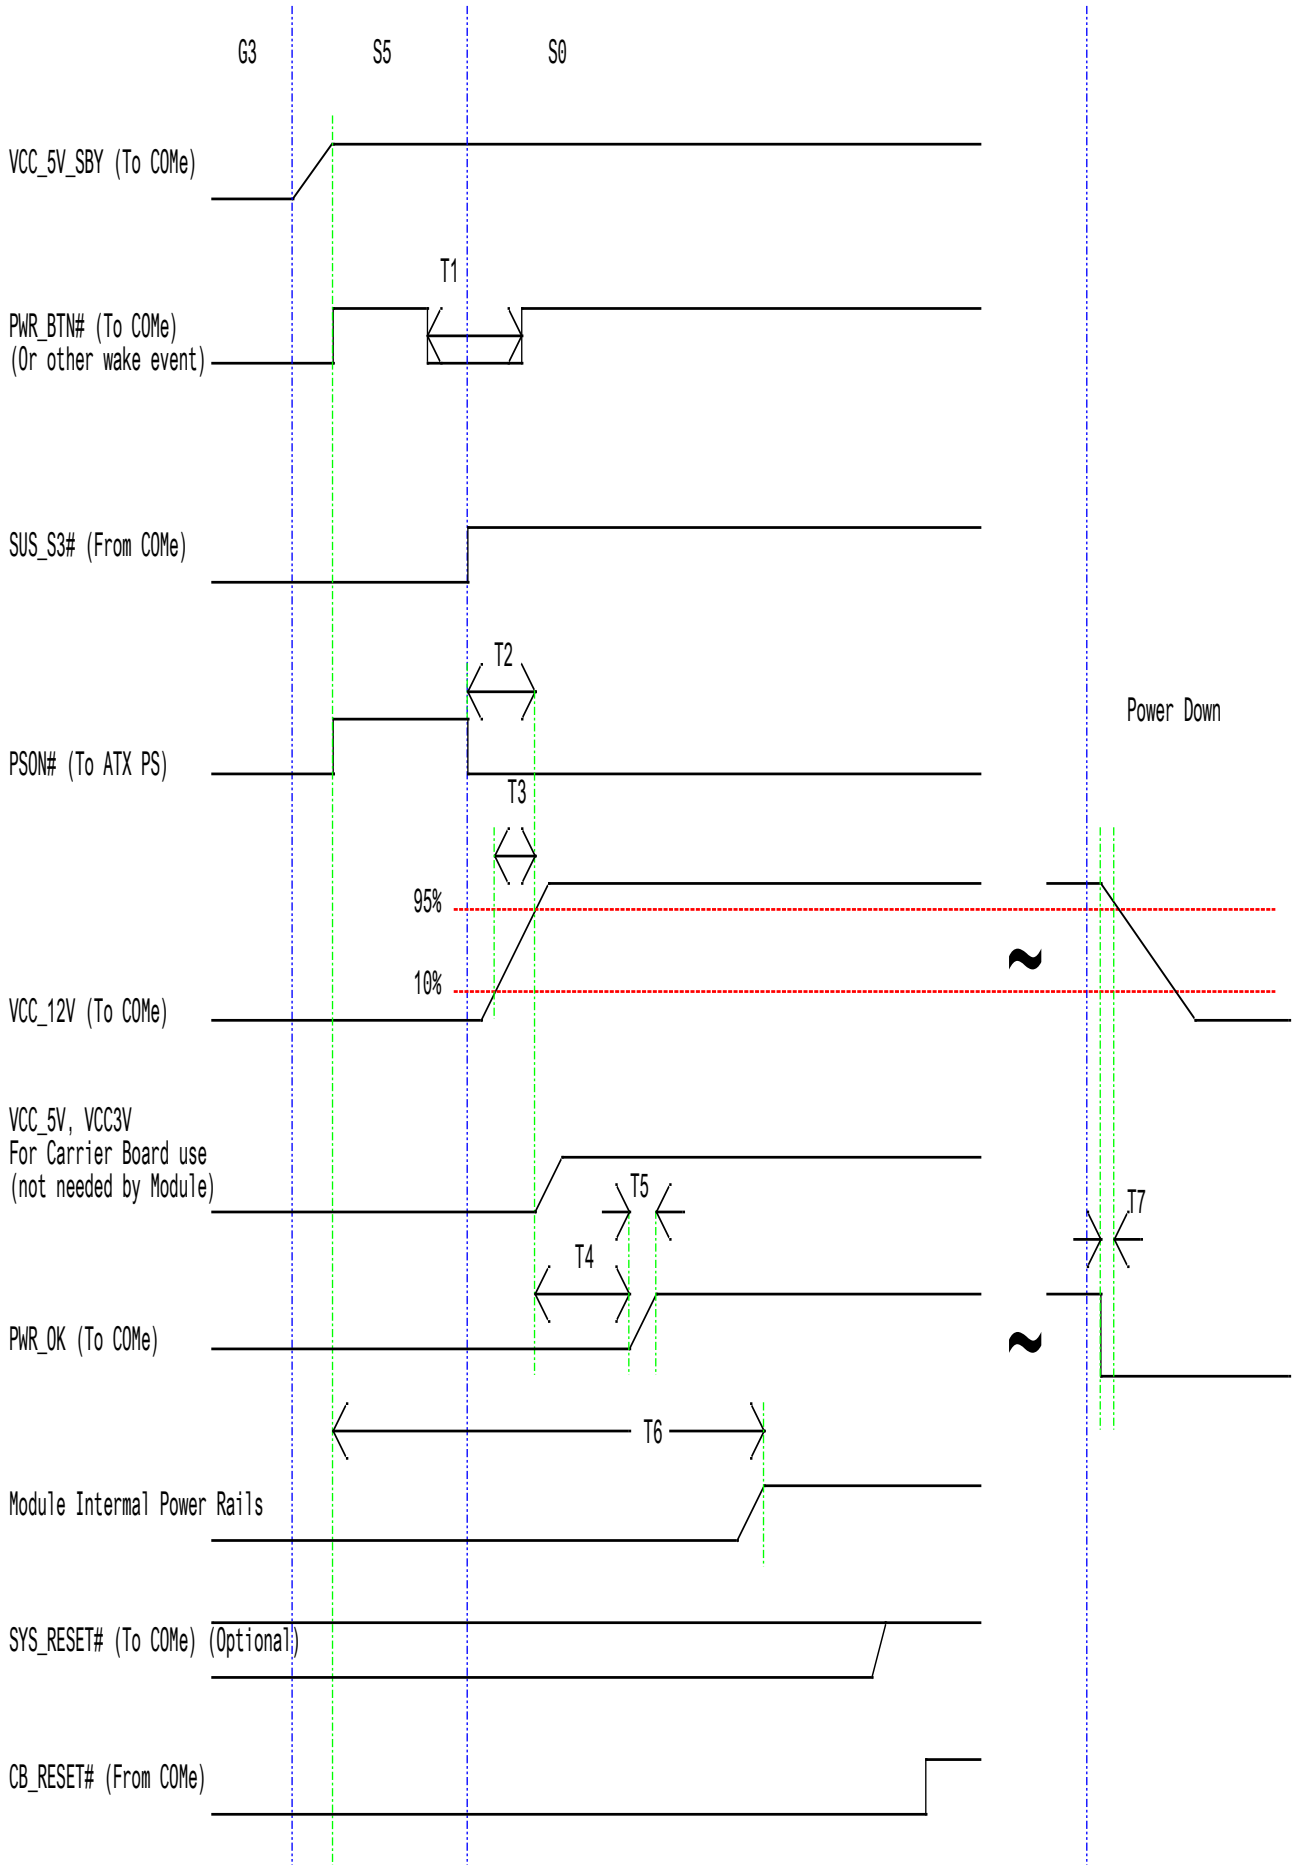 G3 S5 S0
VCC_5V_SBY (To COMe)
T1
PWR_BTN# (To COMe)
(Or other wake event)
SUS_S3# (From COMe)
T2
Power Down
PSON# (To ATX PS)
T3
95%
10%
VCC_12V (To COMe)
VCC_5V, VCC3V
For Carrier Board use
(not needed by Module)
T5
T7
T4
PWR_OK (To COMe)
~
~
T6
Module Internal Power Rails
SYS_RESET# (To COMe) (Optional)
CB_RESET# (From COMe)